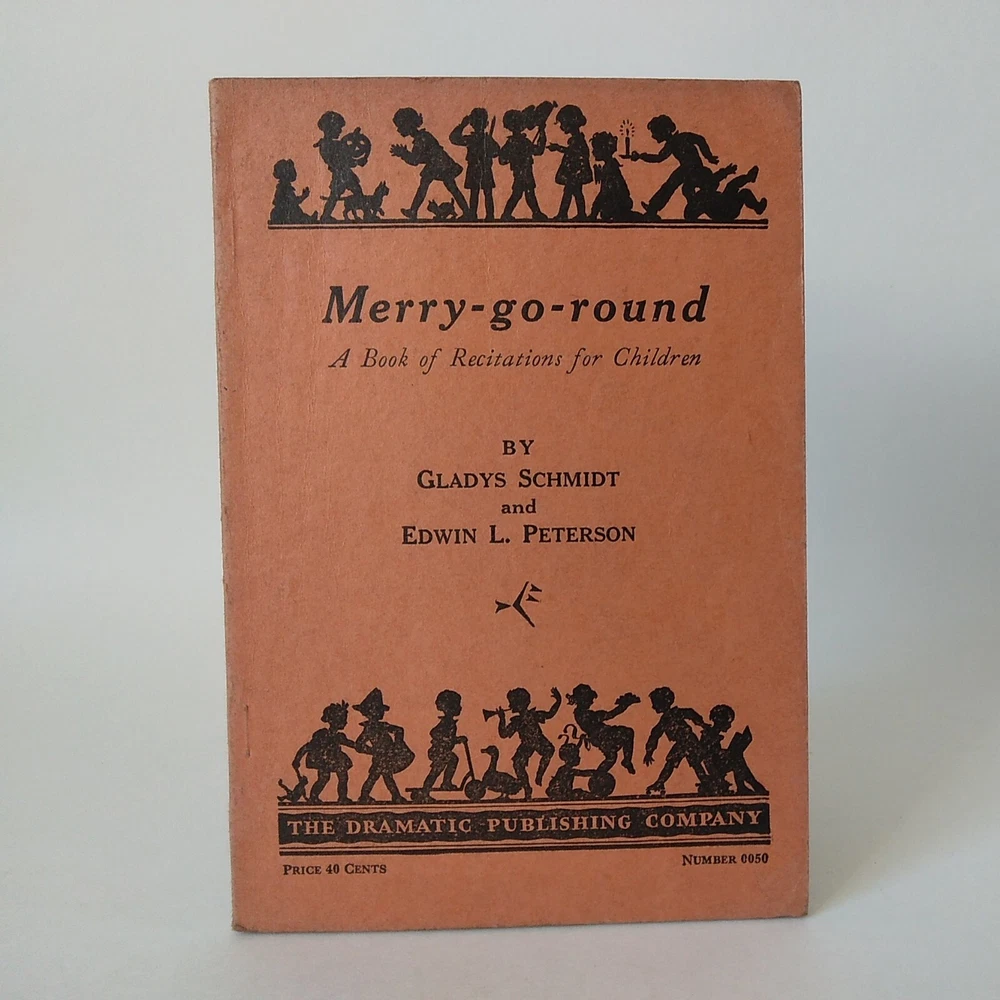 Merry-go-round
A Book of Recitations for Children
BY
GLADYS SCHMIDT
and
EDWIN L. PETERSON
THE DRAMATIC PUBLISHING COMPANY
PRICE 40 CENTS
NUMBER 0050